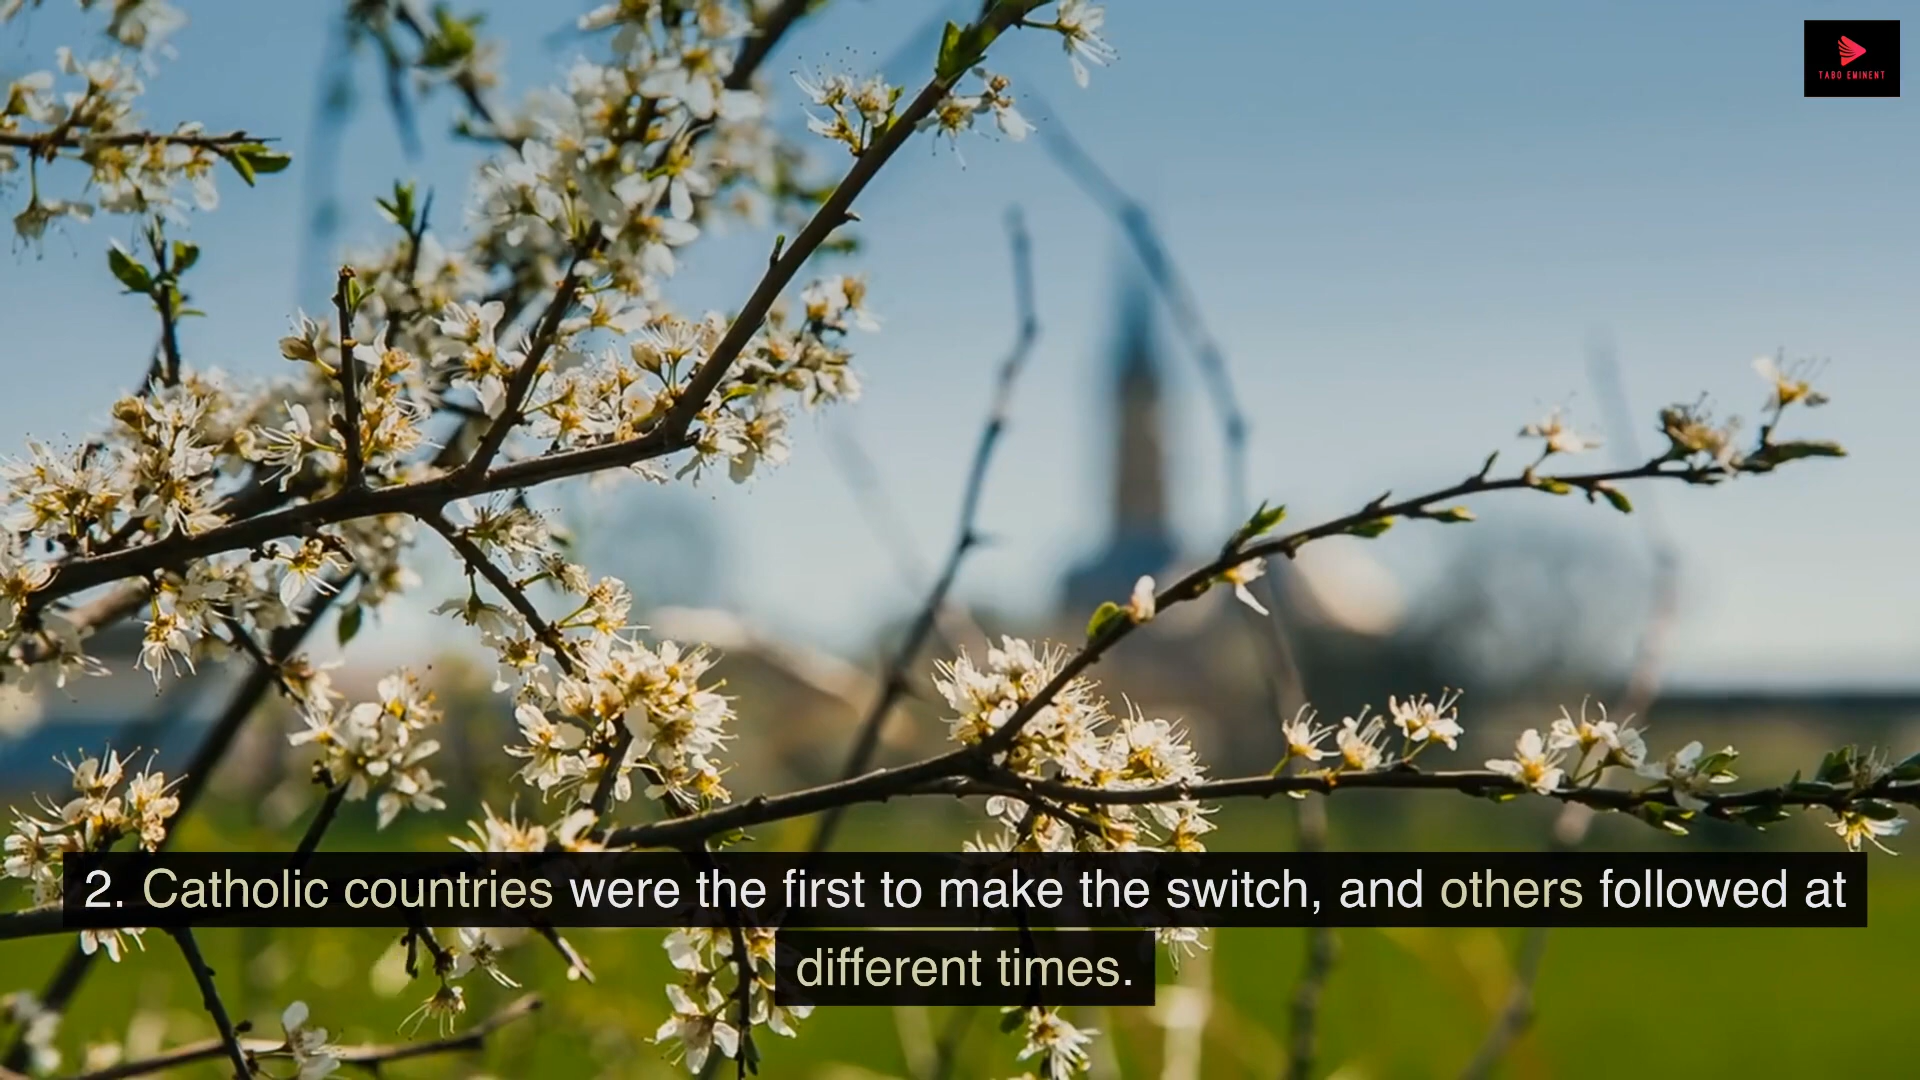 TABO EMINENT
2. Catholic countries were the first to make the switch, and others followed at
different times.